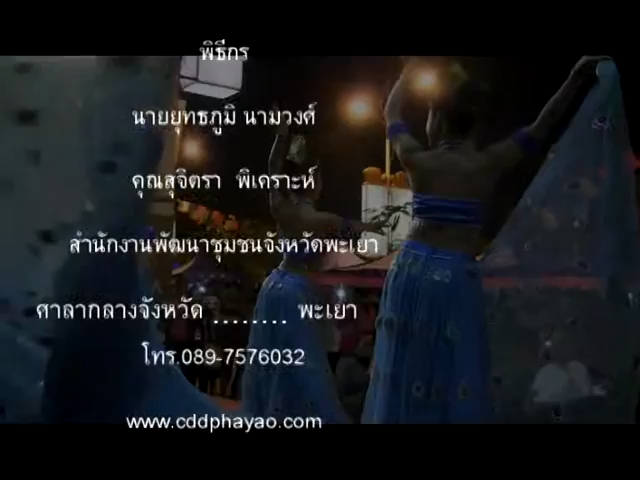 พิธีกร
นายยุทธภูมิ นามวงศ์
คุณสุจิตรา พิเคราะห์
สำนักงานพัฒนาชุมชนจังหวัดพะเยา
ศาลากลางจังหวัด ........ พะเยา
โทร.089-7576032
www.cddphayao.com